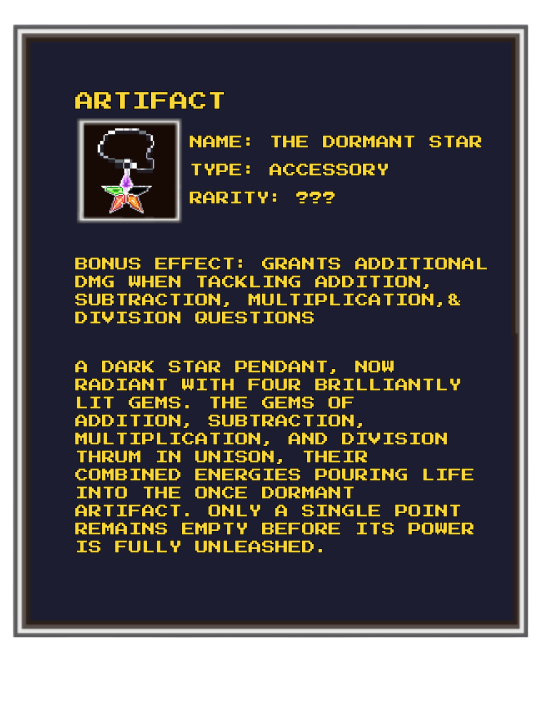 ARTIFACT
NAME: THE DORMANT STAR
TYPE: ACCESSORY
RARITY: ???
BONUS EFFECT: GRANTS ADDITIONAL
DMG WHEN TACKLING ADDITION,
SUBTRACTION, MULTIPLICATION,&
DIVISION QUESTIONS
A DARK STAR PENDANT, NOW
RADIANT WITH FOUR BRILLIANTLY
LIT GEMS. THE GEMS OF
ADDITION, SUBTRACTION,
MULTIPLICATION, AND DIVISION
THRUM IN UNISON, THEIR
COMBINED ENERGIES POURING LIFE
INTO THE ONCE DORMANT
ARTIFACT. ONLY A SINGLE POINT
REMAINS EMPTY BEFORE ITS POWER
IS FULLY UNLEASHED.